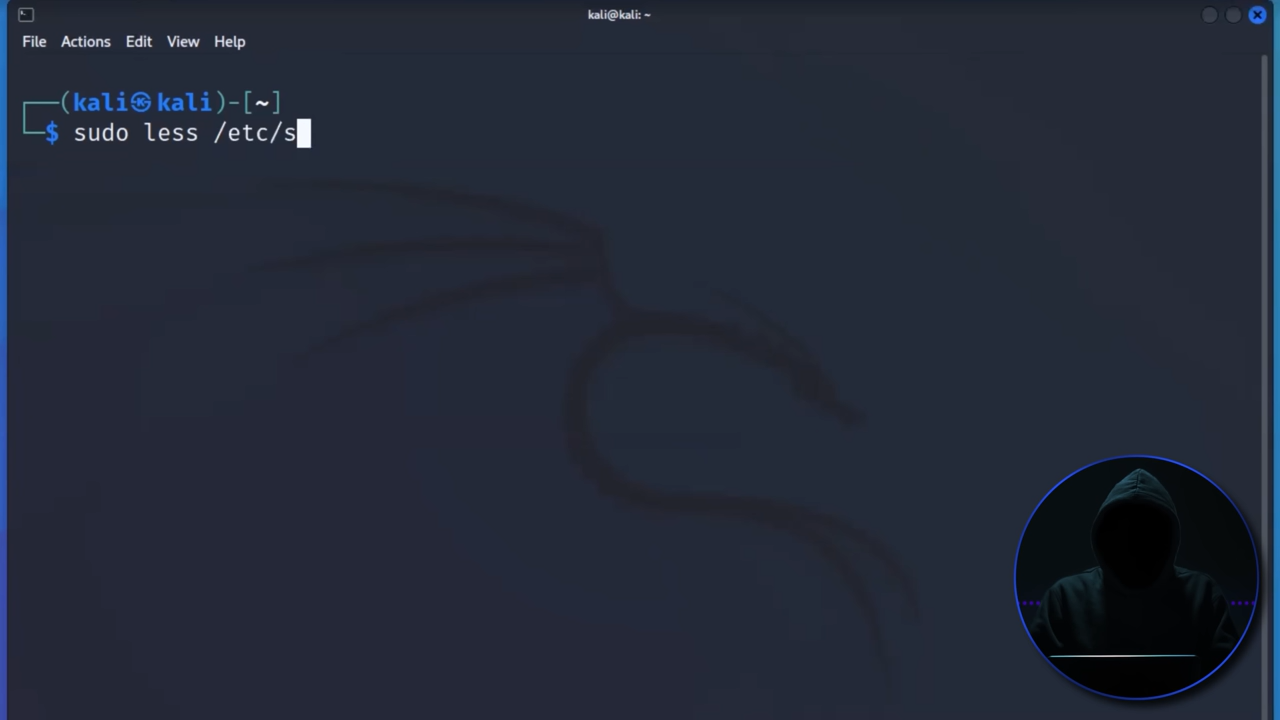 kali@kali: ~
File Actions Edit View Help
┌──(kali㉿kali)-[~]
└─$ sudo less /etc/s